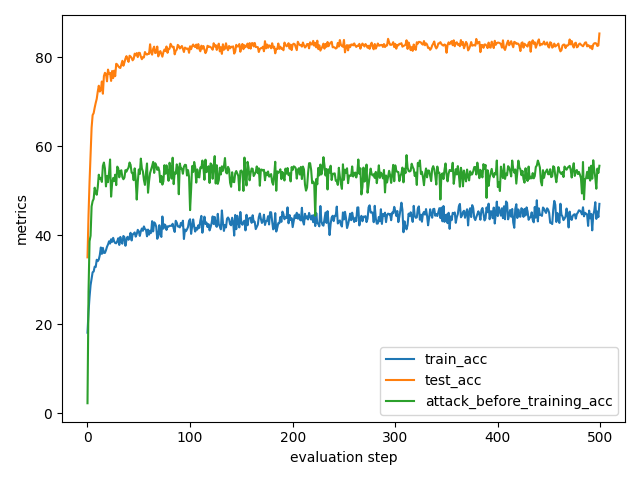 80
60
40
20
0
metrics
train_acc
test_acc
attack_before_training_acc
0 100 200 300 400 500
evaluation step